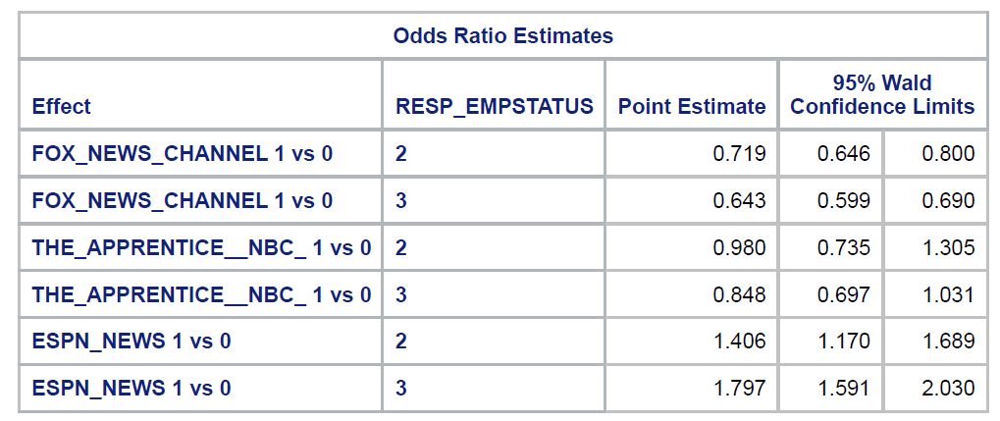 Odds Ratio Estimates
Effect RESP_EMPSTATUS Point Estimate 95% Wald Confidence Limits
FOX_NEWS_CHANNEL 1 vs 0 2 0.719 0.646 0.800
FOX_NEWS_CHANNEL 1 vs 0 3 0.643 0.599 0.690
THE_APPRENTICE__NBC_ 1 vs 0 2 0.980 0.735 1.305
THE_APPRENTICE__NBC_ 1 vs 0 3 0.848 0.697 1.031
ESPN_NEWS 1 vs 0 2 1.406 1.170 1.689
ESPN_NEWS 1 vs 0 3 1.797 1.591 2.030